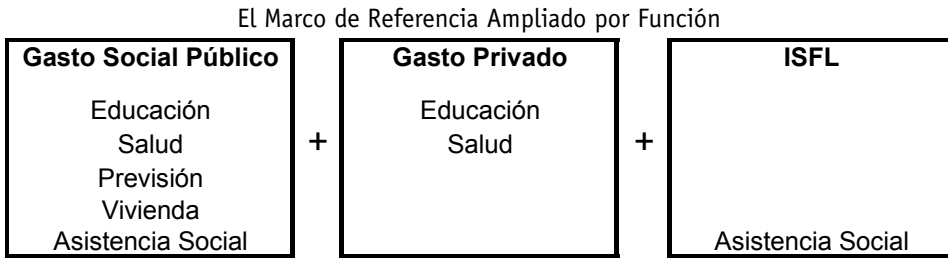 El Marco de Referencia Ampliado por Función
Gasto Social Público
Educación
Salud
Previsión
Vivienda
Asistencia Social
+
Gasto Privado
Educación
Salud
+
ISFL
Asistencia Social